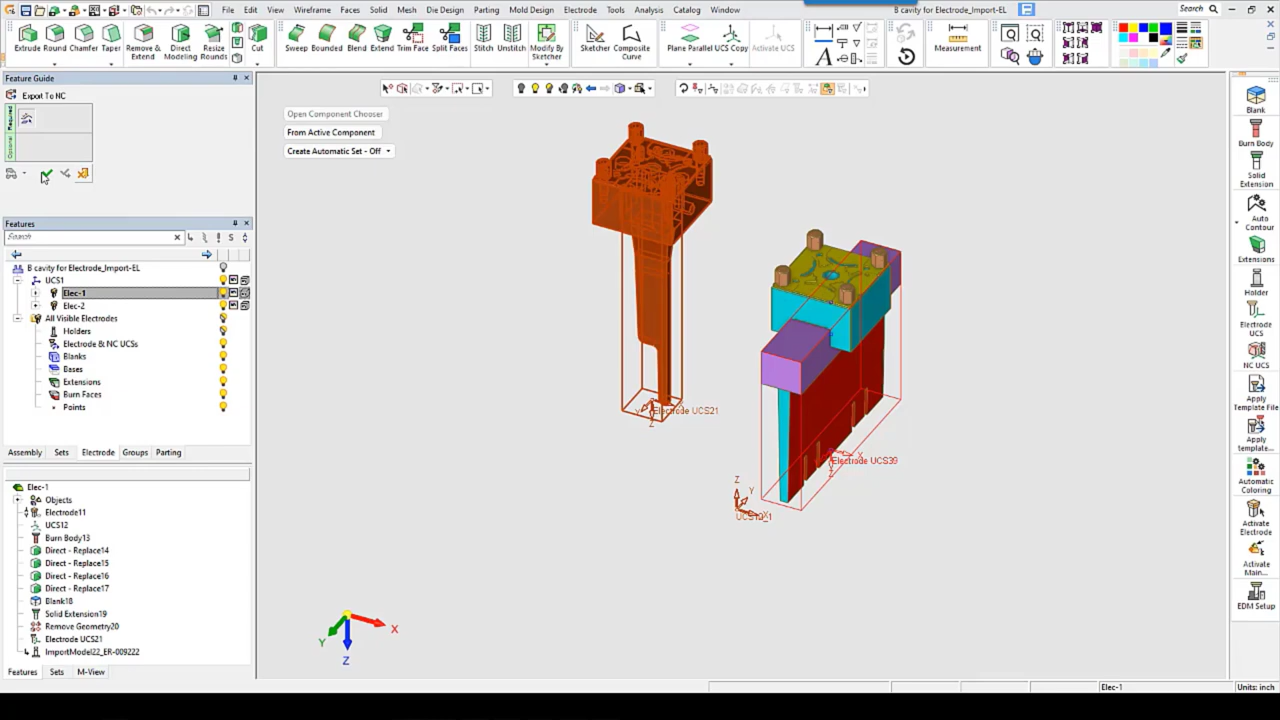 File Edit View Wireframe Faces Solid Mesh Die Design Parting Mold Design Electrode Tools Analysis Catalog Window
B cavity for Electrode_Import-EL
Search
Extrude Round Chamfer Taper Remove & Extend Direct Modeling Resize Rounds Cut Sweep Bounded Blend Extend Trim Face Split Faces Stitch Unstitch Modify By Sketcher Sketcher Composite Curve Plane Parallel UCS Copy Activate UCS Measurement
Feature Guide
Export To NC
Required
Optional
Open Component Chooser
From Active Component
Create Automatic Set - Off
Features
Search
B cavity for Electrode_Import-EL
UCS1
Elec-1
Elec-2
All Visible Electrodes
Holders
Electrode & NC UCSs
Blanks
Bases
Extensions
Burn Faces
Points
Assembly Sets Electrode Groups Parting
Elec-1
Objects
Electrode11
UCS12
Burn Body13
Direct - Replace14
Direct - Replace15
Direct - Replace16
Direct - Replace17
Blank18
Solid Extension19
Remove Geometry20
Electrode UCS21
ImportModel22_ER-009222
Features Sets M-View
Electrode UCS21
Z
Electrode UCS39
X
Z
Z
Y
X
X
Y
Z
Blank
Burn Body
Solid Extension
Auto Contour
Extensions
Holder
Electrode UCS
NC UCS
Apply Template File
Apply template...
Automatic Coloring
Activate Electrode
Activate Main...
EDM Setup
Elec-1
Units: inch